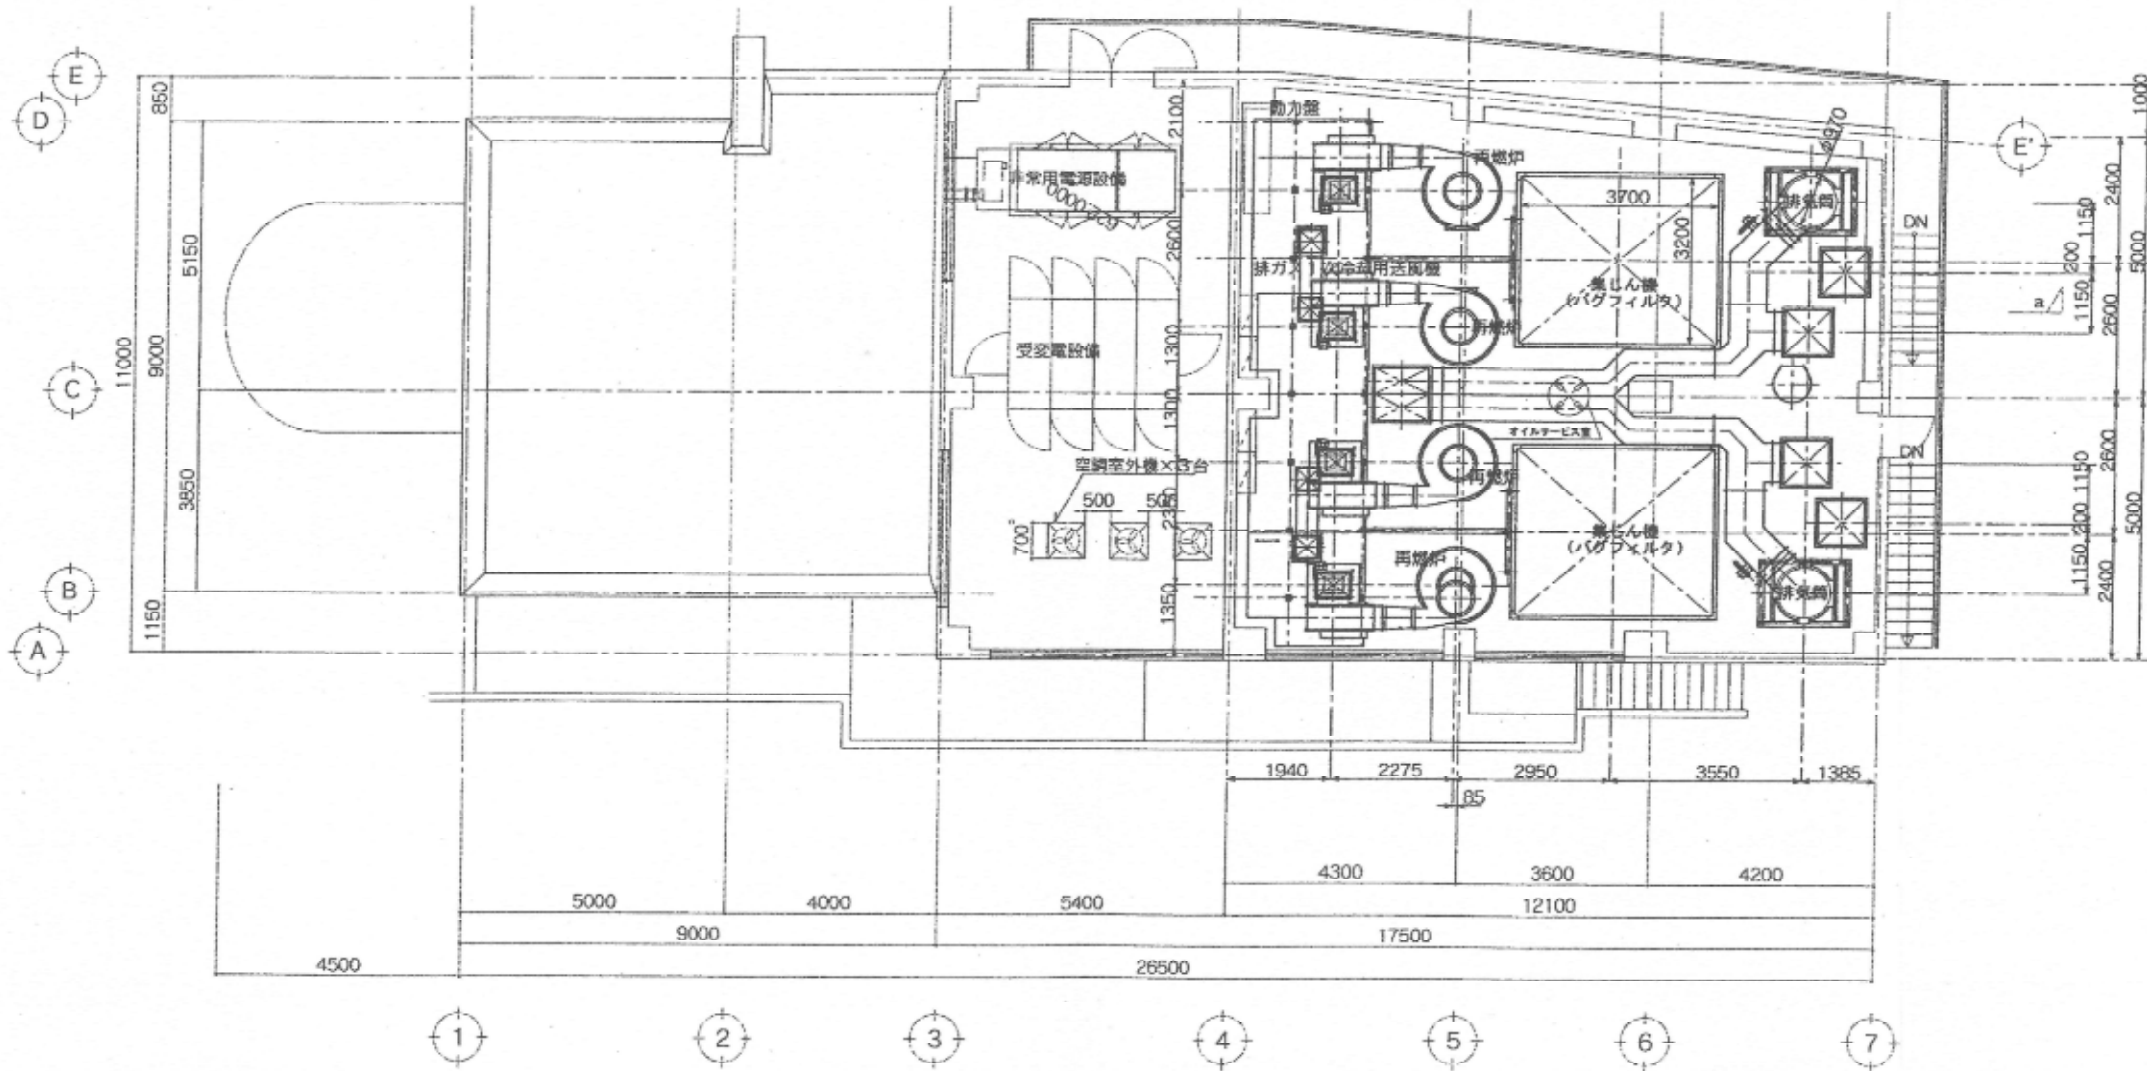 E
D
850
2100
動力盤
φ970
1000
E'
再燃炉
非常用電源設備
3700
排気筒
2400
DN
1150
5150
2600
3200
200
5000
排ガス1次冷却用送風機
集じん機
(バグフィルタ)
1150
a
2600
再燃炉
1300
受変電設備
11000
9000
C
1300
オイルサービス室
DN
空調室外機×3台
再燃炉
2600
1150
3850
500
2350
700
集じん機
(バグフィルタ)
200
5000
再燃炉
B
1350
排気筒
1150
2400
1150
A
1940
2275
2950
3550
1385
85
4300
3600
4200
5000
4000
5400
12100
9000
17500
4500
26500
1
2
3
4
5
6
7